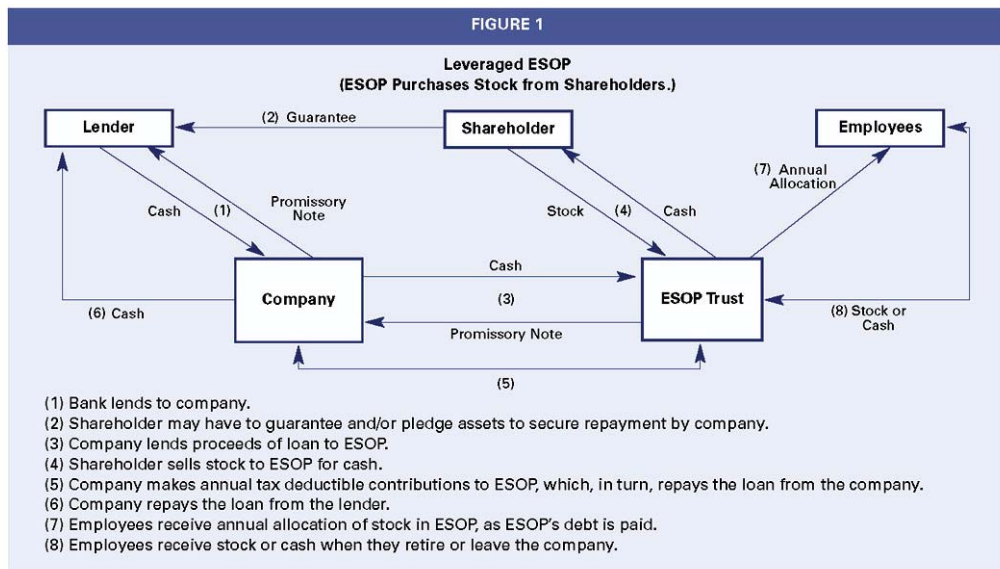 FIGURE 1
Leveraged ESOP
(ESOP Purchases Stock from Shareholders.)
Lender
(2) Guarantee
Shareholder
Employees
(7) Annual
Allocation
Cash
(1)
Promissory
Note
Stock
(4)
Cash
Company
Cash
(3)
Promissory Note
ESOP Trust
(6) Cash
(8) Stock or
Cash
(5)
(1) Bank lends to company.
(2) Shareholder may have to guarantee and/or pledge assets to secure repayment by company.
(3) Company lends proceeds of loan to ESOP.
(4) Shareholder sells stock to ESOP for cash.
(5) Company makes annual tax deductible contributions to ESOP, which, in turn, repays the loan from the company.
(6) Company repays the loan from the lender.
(7) Employees receive annual allocation of stock in ESOP, as ESOP's debt is paid.
(8) Employees receive stock or cash when they retire or leave the company.